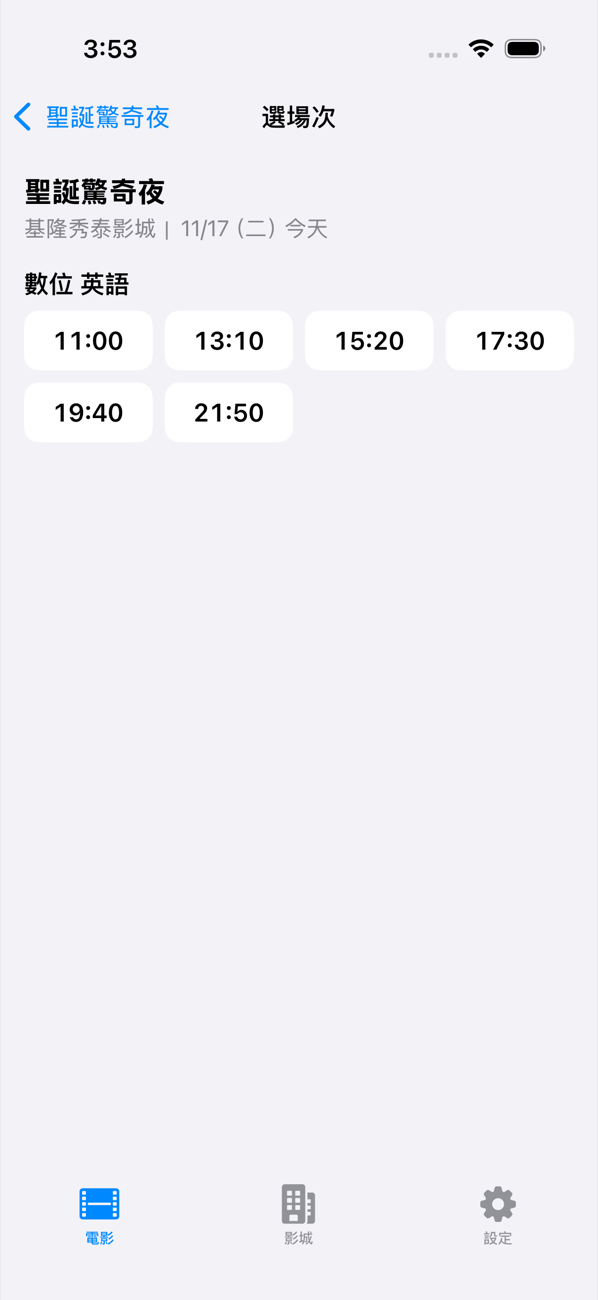 3:53
聖誕驚奇夜
選場次
聖誕驚奇夜
基隆秀泰影城 | 11/17 (二) 今天
數位 英語
11:00 13:10 15:20 17:30
19:40 21:50
電影 影城 設定